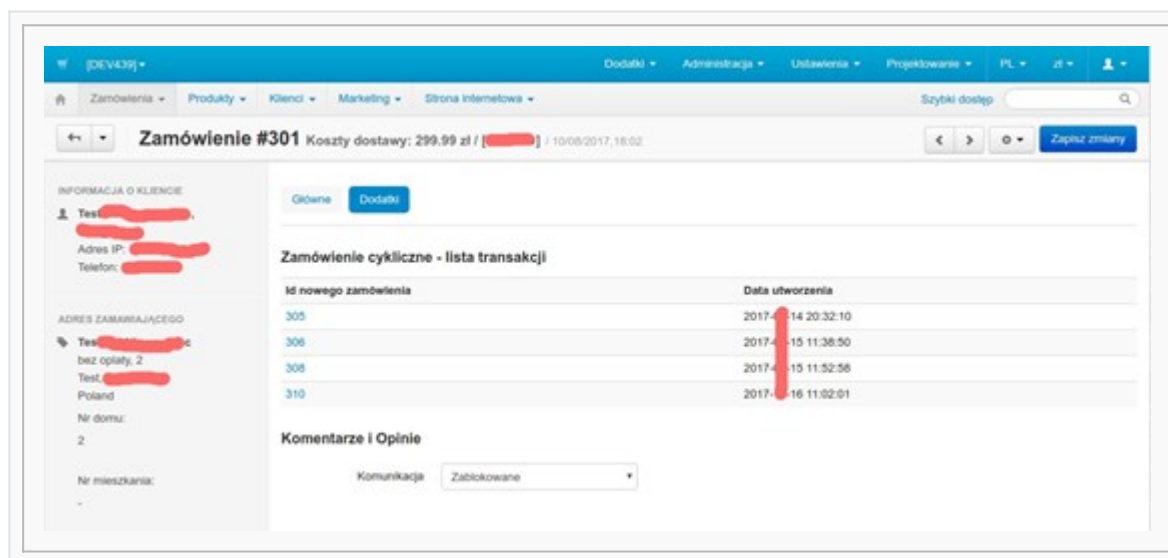 [DEV439] Dodatki Administracja Ustawienia Projektowanie PL zł
Zamówienia Produkty Klienci Marketing Strona internetowa Szybki dostęp
Zamówienie #301 Koszty dostawy: 299.99 zł / [ ] / 10/06/2017, 16:02 Zapisz zmiany
INFORMACJA O KLIENCIE
Test
Adres IP:
Telefon:
Główne Dodatki
Zamówienie cykliczne - lista transakcji
Id nowego zamówienia Data utworzenia
305 2017- -14 20:32:10
306 2017- -15 11:38:50
308 2017- -15 11:52:58
310 2017- -16 11:02:01
ADRES ZAMAWIAJĄCEGO
Tes c
bez opłaty, 2
Test,
Poland
Nr domu:
2
Nr mieszkania:
-
Komentarze i Opinie
Komunikacja Zablokowane